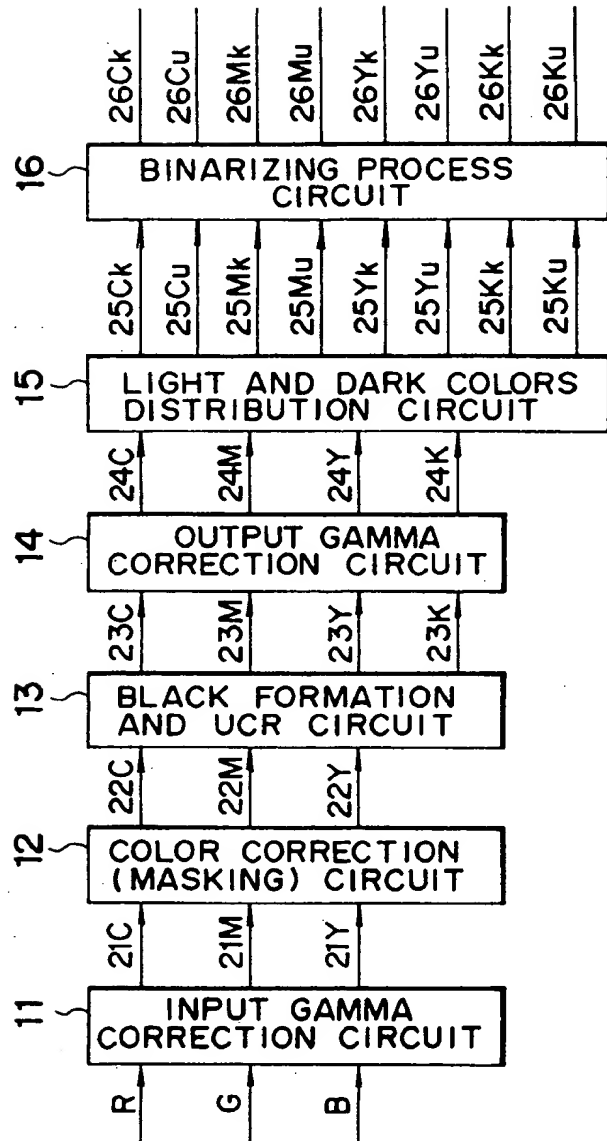 11
INPUT GAMMA
CORRECTION CIRCUIT
R
G
B
21C
21M
21Y
12
COLOR CORRECTION
(MASKING) CIRCUIT
22C
22M
22Y
13
BLACK FORMATION
AND UCR CIRCUIT
23C
23M
23Y
23K
14
OUTPUT GAMMA
CORRECTION CIRCUIT
24C
24M
24Y
24K
15
LIGHT AND DARK COLORS
DISTRIBUTION CIRCUIT
25Ck
25Cu
25Mk
25Mu
25Yk
25Yu
25Kk
25Ku
16
BINARIZING PROCESS
CIRCUIT
26Ck
26Cu
26Mk
26Mu
26Yk
26Yu
26Kk
26Ku